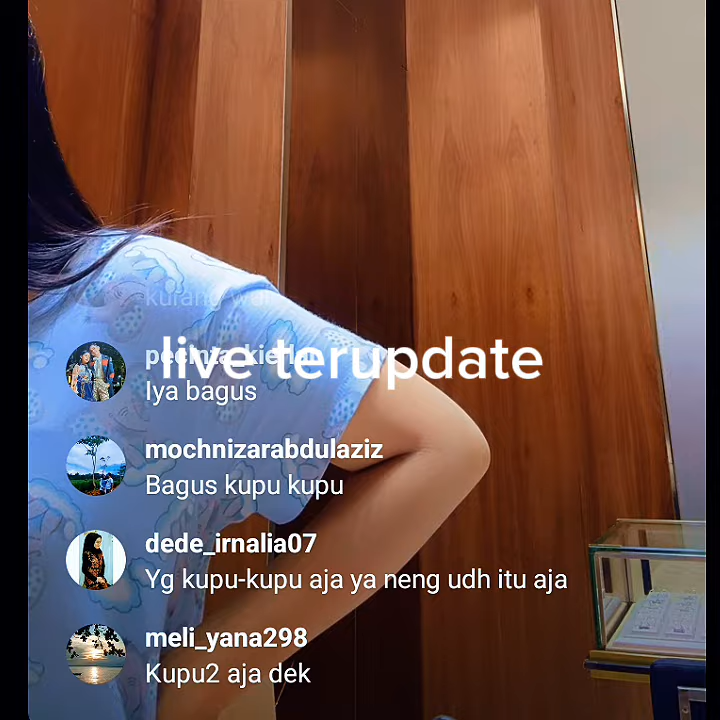 live terupdate
Iya bagus
mochnizarabdulaziz
Bagus kupu kupu
dede_irnalia07
Yg kupu-kupu aja ya neng udh itu aja
meli_yana298
Kupu2 aja dek